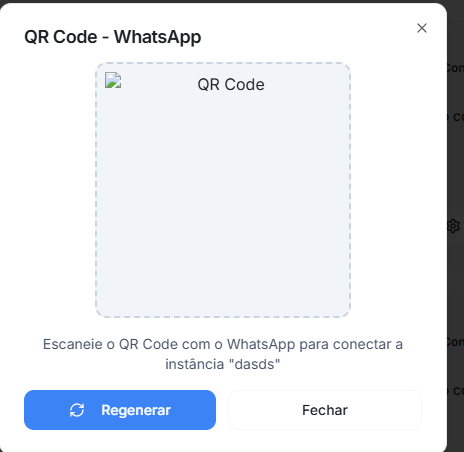 QR Code - WhatsApp
QR Code
Escaneie o QR Code com o WhatsApp para conectar a
instância "dasds"
Regenerar
Fechar